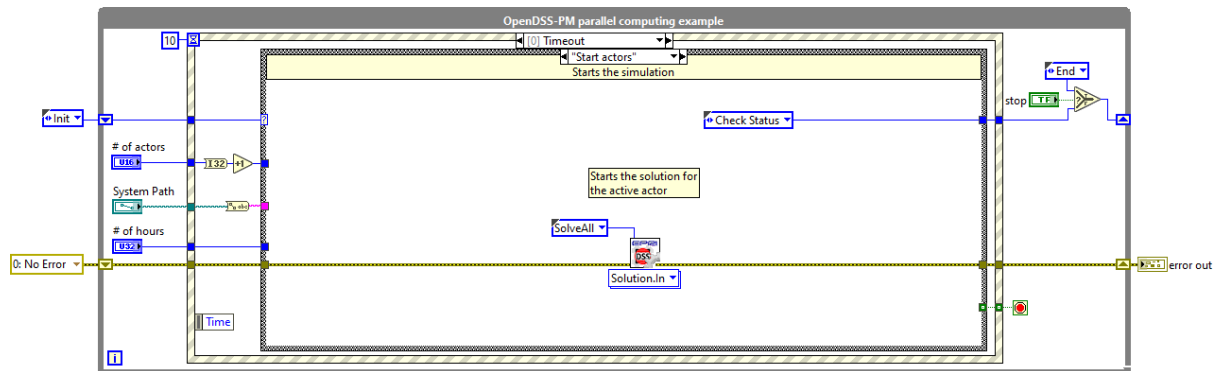 OpenDSS-PM parallel computing example
10
[0] Timeout
"Start actors"
Starts the simulation
End
stop
TF
Init
?
Check Status
# of actors
U16
I32
+1
Starts the solution for
the active actor
System Path
abc
# of hours
U32
SolveAll
DSS
0: No Error
Solution.In
error out
Time
i